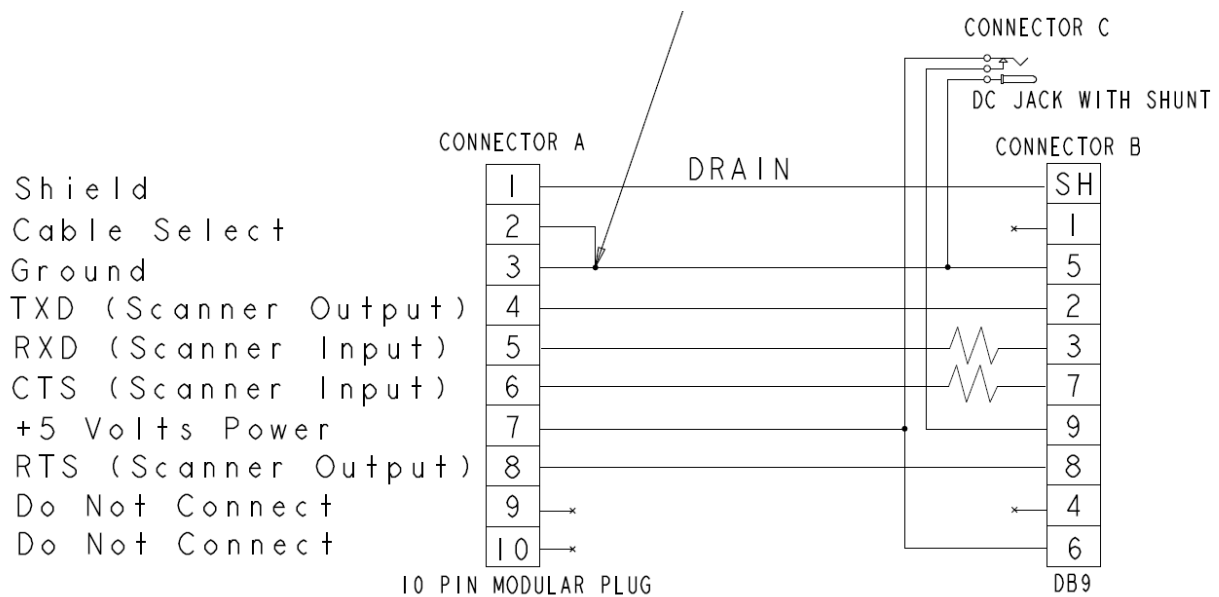 CONNECTOR C
DC JACK WITH SHUNT
CONNECTOR A
CONNECTOR B
DRAIN
Shield 1 SH
Cable Select 2 1
Ground 3 5
TXD (Scanner Output) 4 2
RXD (Scanner Input) 5 3
CTS (Scanner Input) 6 7
+5 Volts Power 7 9
RTS (Scanner Output) 8 8
Do Not Connect 9 4
Do Not Connect 10 6
10 PIN MODULAR PLUG
DB9